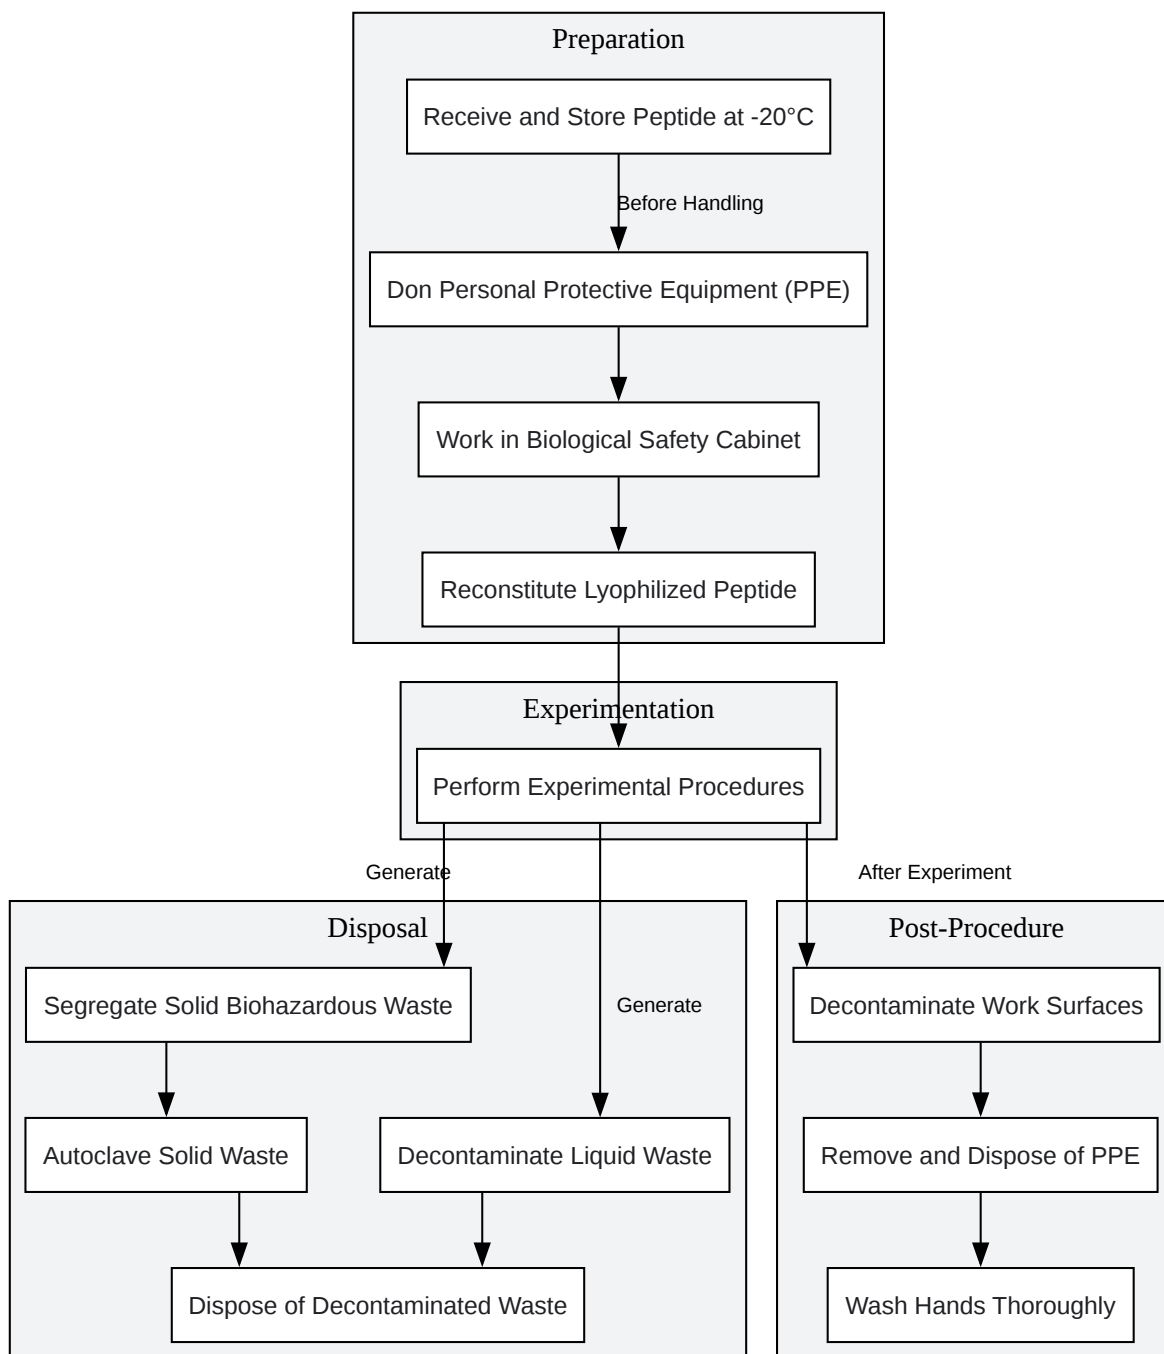 Preparation
Receive and Store Peptide at -20°C
Before Handling
Don Personal Protective Equipment (PPE)
Work in Biological Safety Cabinet
Reconstitute Lyophilized Peptide
Experimentation
Perform Experimental Procedures
Generate
After Experiment
Disposal
Post-Procedure
Segregate Solid Biohazardous Waste
Generate
Decontaminate Work Surfaces
Autoclave Solid Waste
Decontaminate Liquid Waste
Remove and Dispose of PPE
Dispose of Decontaminated Waste
Wash Hands Thoroughly